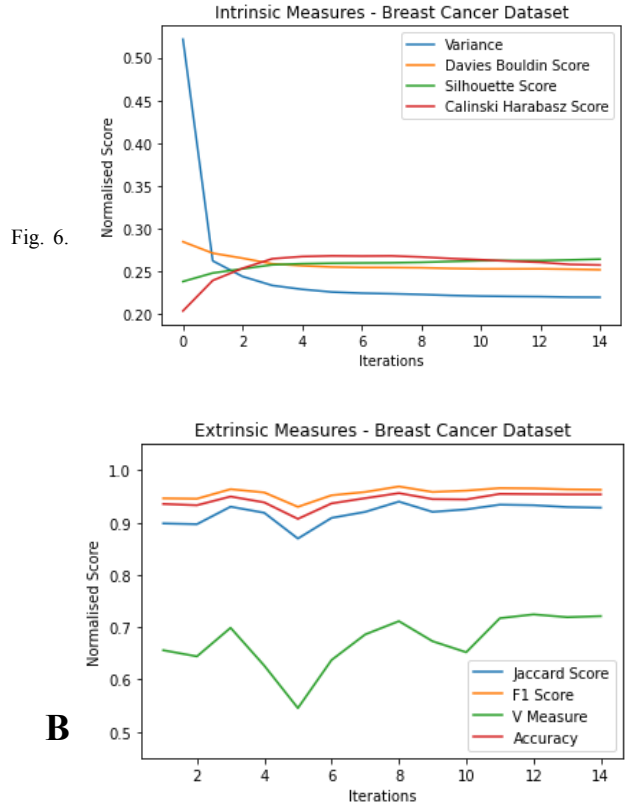 Intrinsic Measures - Breast Cancer Dataset
Variance
Davies Bouldin Score
Silhouette Score
Calinski Harabasz Score
0.50
0.45
0.40
0.35
0.30
0.25
0.20
Normalised Score
0 2 4 6 8 10 12 14
Iterations
Fig. 6.
Extrinsic Measures - Breast Cancer Dataset
1.0
0.9
0.8
0.7
0.6
0.5
Normalised Score
Jaccard Score
F1 Score
V Measure
Accuracy
2 4 6 8 10 12 14
Iterations
B